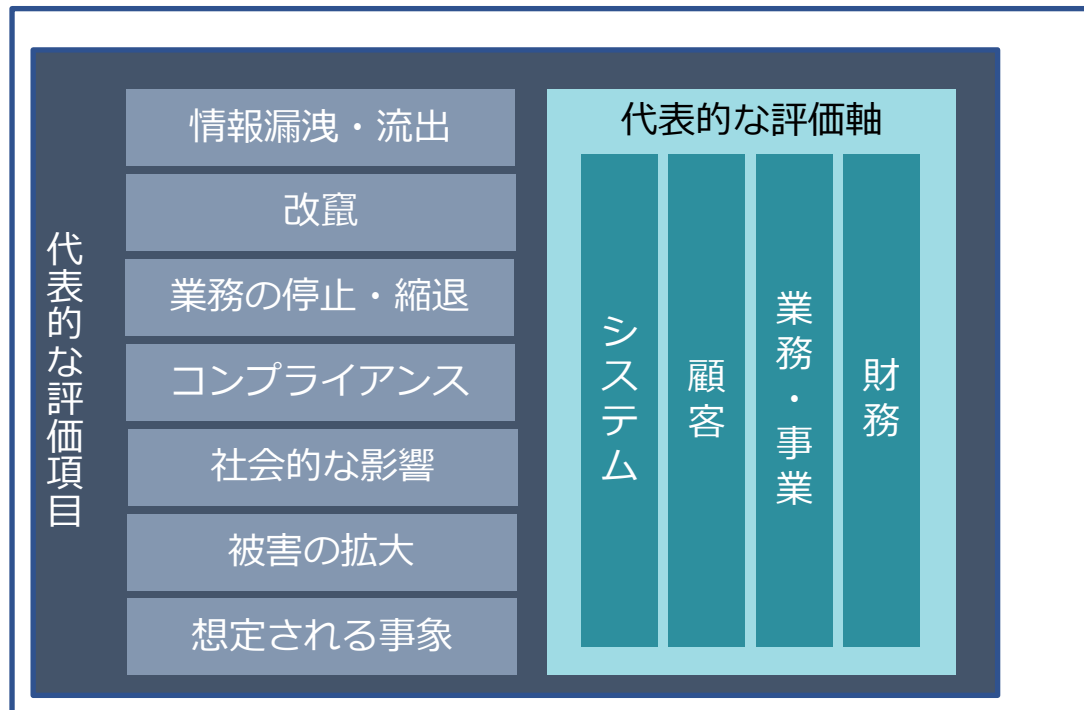 代表的な評価項目
情報漏洩・流出
改竄
業務の停止・縮退
コンプライアンス
社会的な影響
被害の拡大
想定される事象
代表的な評価軸
システム
顧客
業務・事業
財務